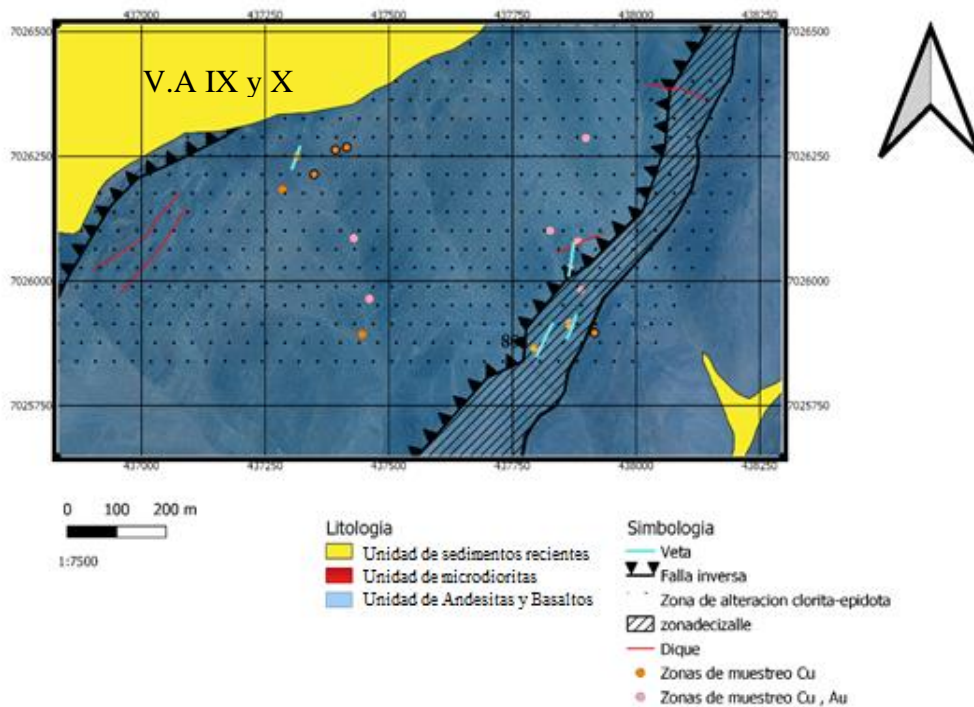 437000 437250 437500 437750 438000 438250
7026500 7026500
V.A IX y X
7026250 7026250
7026000 7026000
7025750 7025750
437000 437250 437500 437750 438000 438250
0 100 200 m
1:7500
Litologia
Unidad de sedimentos recientes
Unidad de microdioritas
Unidad de Andesitas y Basaltos
Simbologia
Veta
Falla inversa
Zona de alteracion clorita-epidota
zonadecizalle
Dique
Zonas de muestreo Cu
Zonas de muestreo Cu , Au